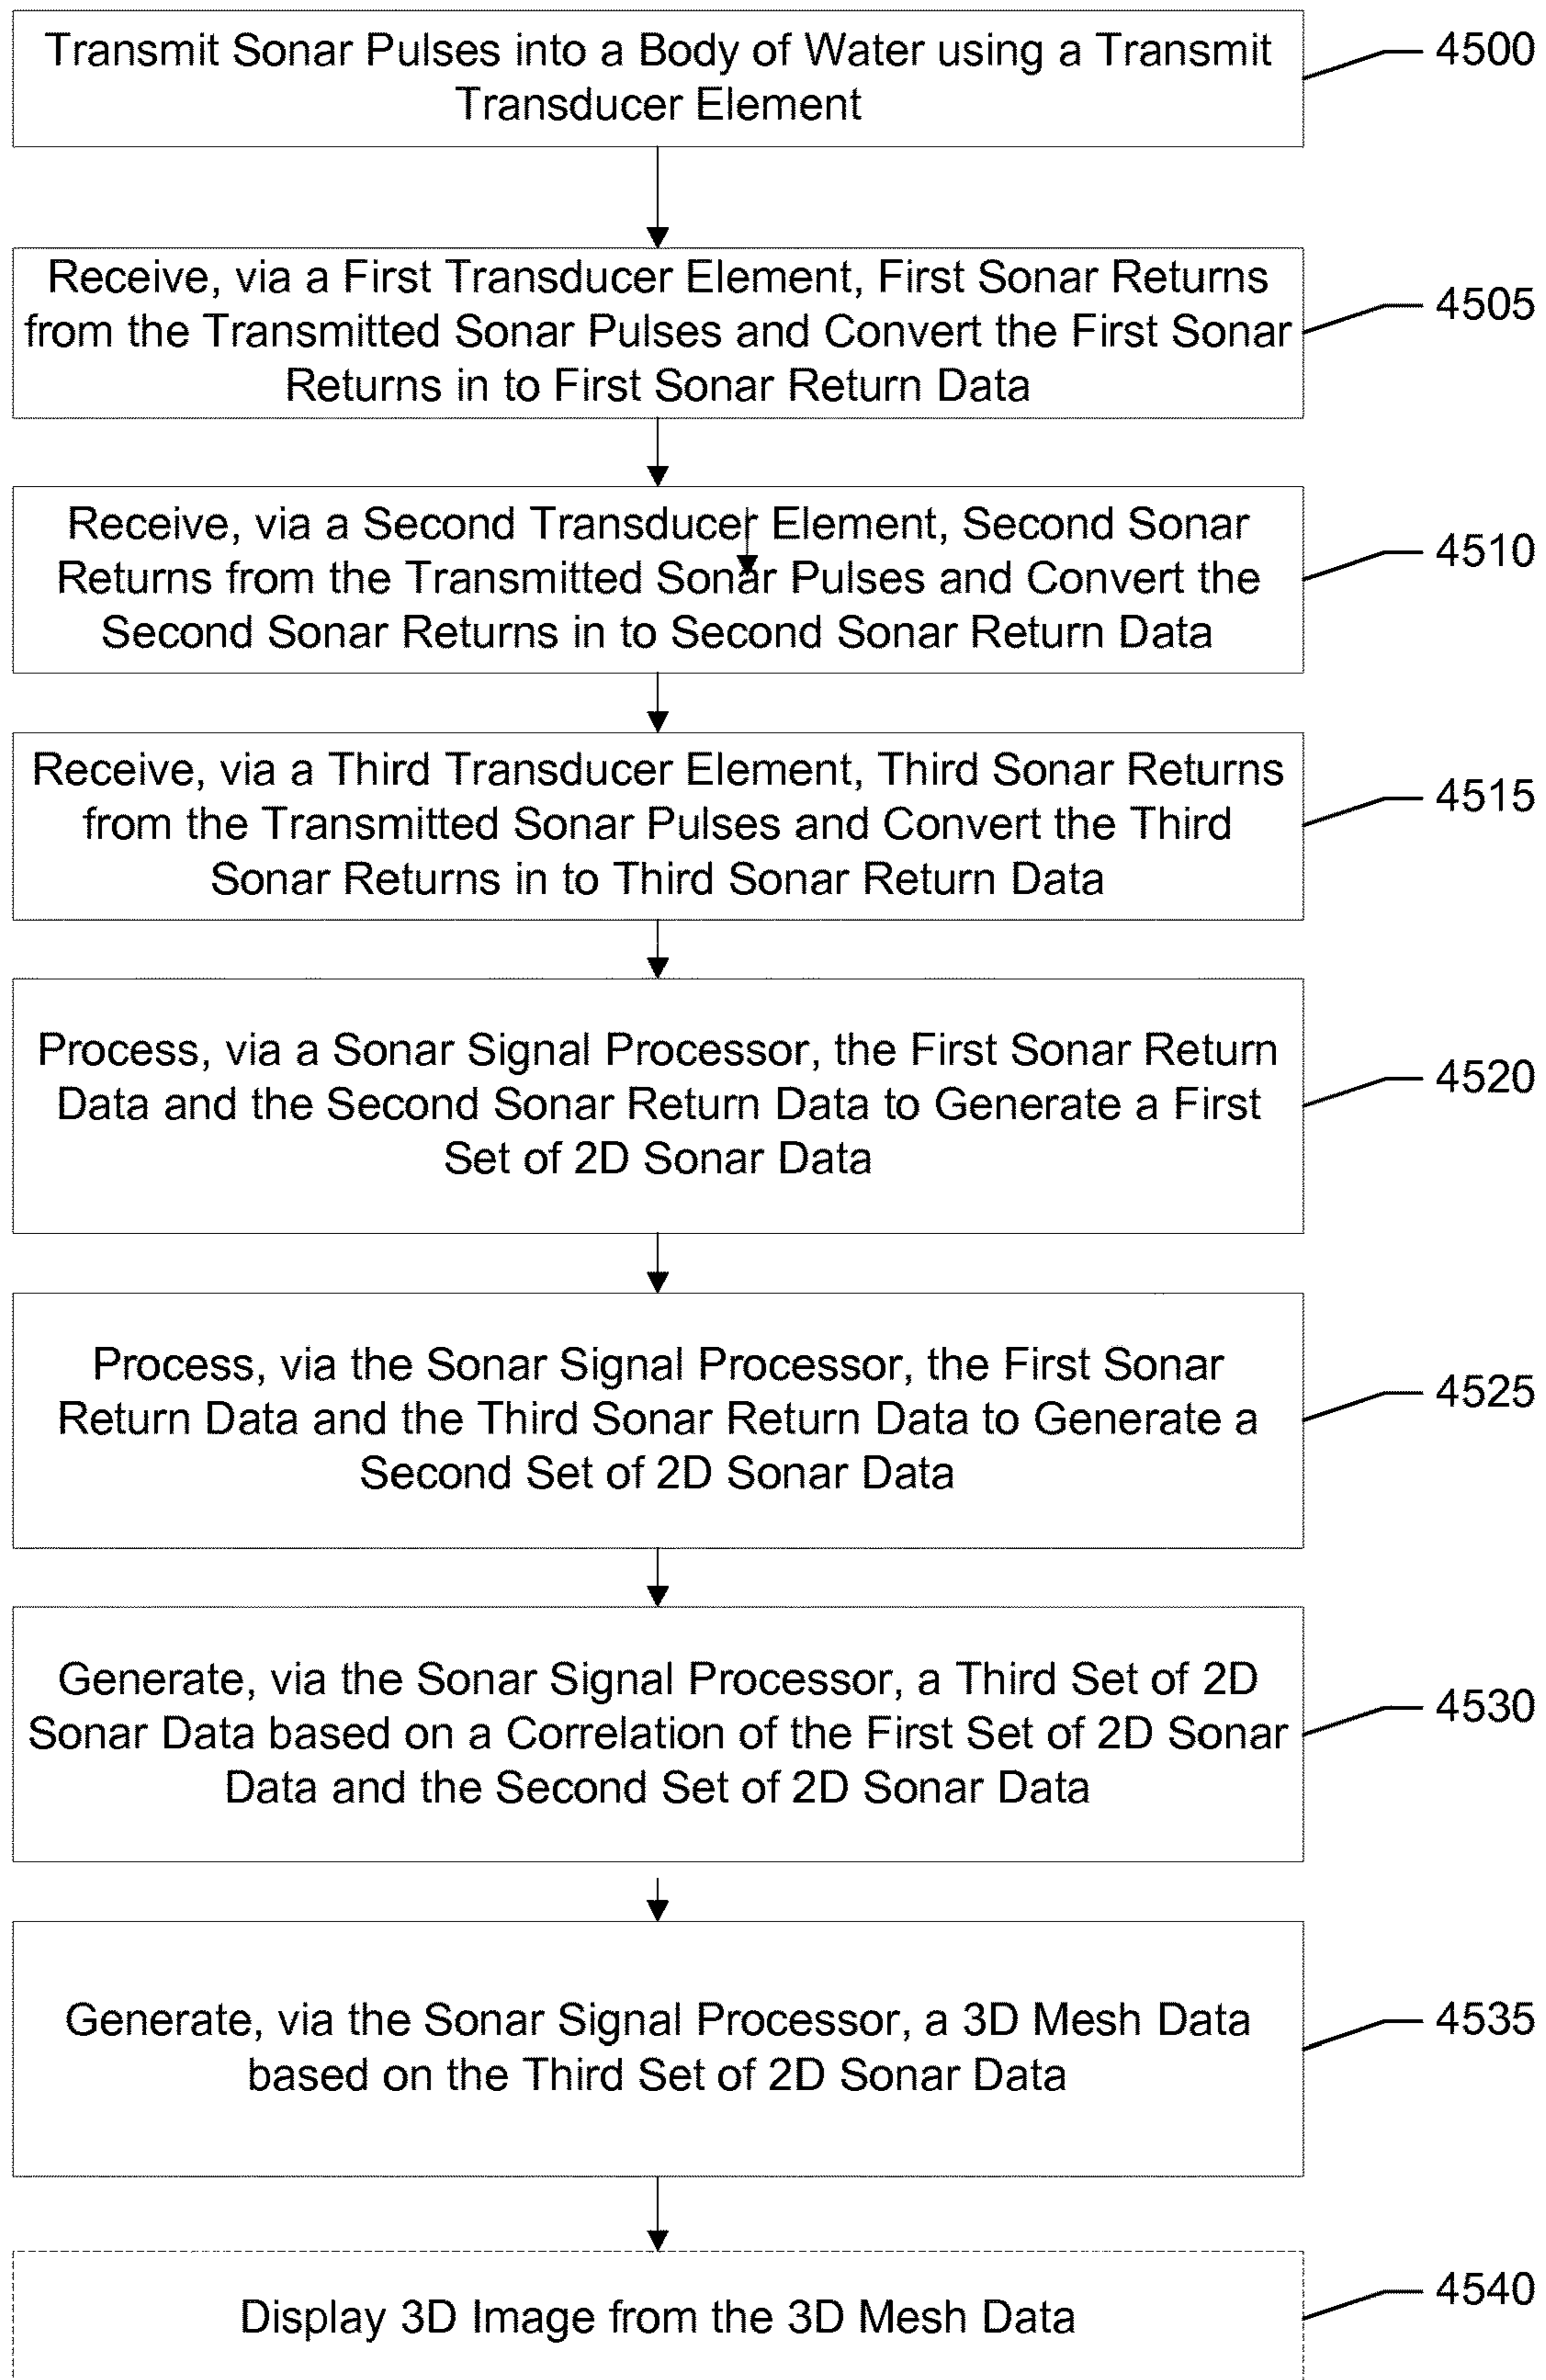 Transmit Sonar Pulses into a Body of Water using a Transmit
Transducer Element
4500
Receive, via a First Transducer Element, First Sonar Returns
from the Transmitted Sonar Pulses and Convert the First Sonar
Returns in to First Sonar Return Data
4505
Receive, via a Second Transducer Element, Second Sonar
Returns from the Transmitted Sonar Pulses and Convert the
Second Sonar Returns in to Second Sonar Return Data
4510
Receive, via a Third Transducer Element, Third Sonar Returns
from the Transmitted Sonar Pulses and Convert the Third
Sonar Returns in to Third Sonar Return Data
4515
Process, via a Sonar Signal Processor, the First Sonar Return
Data and the Second Sonar Return Data to Generate a First
Set of 2D Sonar Data
4520
Process, via the Sonar Signal Processor, the First Sonar
Return Data and the Third Sonar Return Data to Generate a
Second Set of 2D Sonar Data
4525
Generate, via the Sonar Signal Processor, a Third Set of 2D
Sonar Data based on a Correlation of the First Set of 2D Sonar
Data and the Second Set of 2D Sonar Data
4530
Generate, via the Sonar Signal Processor, a 3D Mesh Data
based on the Third Set of 2D Sonar Data
4535
Display 3D Image from the 3D Mesh Data
4540